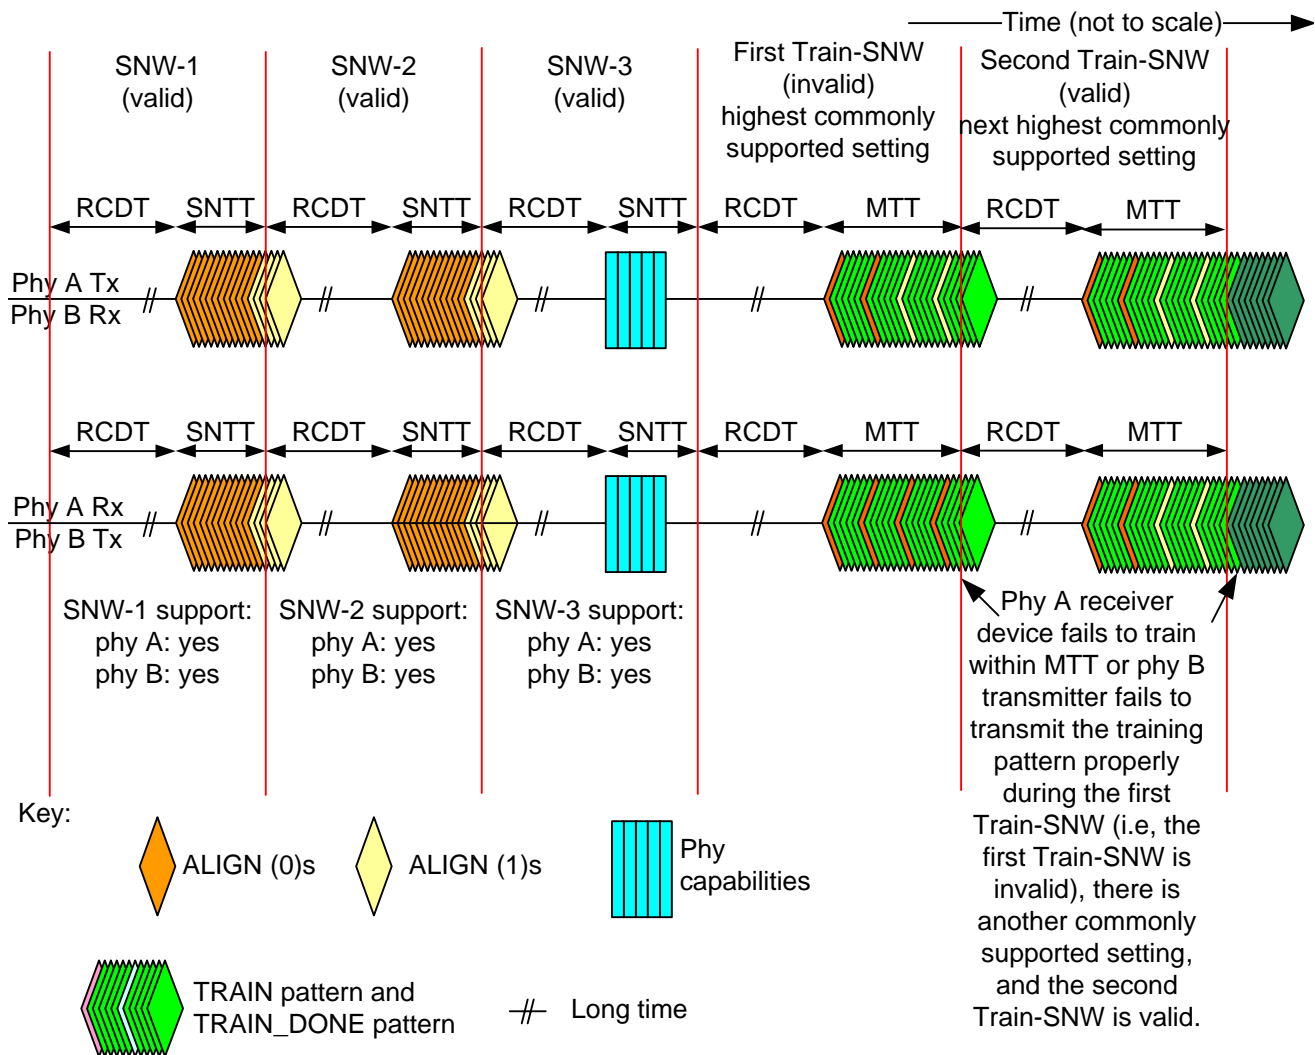 Time (not to scale)
SNW-1
(valid)
SNW-2
(valid)
SNW-3
(valid)
First Train-SNW
(invalid)
highest commonly
supported setting
Second Train-SNW
(valid)
next highest commonly
supported setting
RCDT SNTT RCDT SNTT RCDT SNTT RCDT MTT RCDT MTT
Phy A Tx
Phy B Rx
RCDT SNTT RCDT SNTT RCDT SNTT RCDT MTT RCDT MTT
Phy A Rx
Phy B Tx
SNW-1 support:
phy A: yes
phy B: yes
SNW-2 support:
phy A: yes
phy B: yes
SNW-3 support:
phy A: yes
phy B: yes
Phy A receiver
device fails to train
within MTT or phy B
transmitter fails to
transmit the training
pattern properly
during the first
Train-SNW (i.e, the
first Train-SNW is
invalid), there is
another commonly
supported setting,
and the second
Train-SNW is valid.
Key:
ALIGN (0)s
ALIGN (1)s
Phy
capabilities
TRAIN pattern and
TRAIN_DONE pattern
Long time